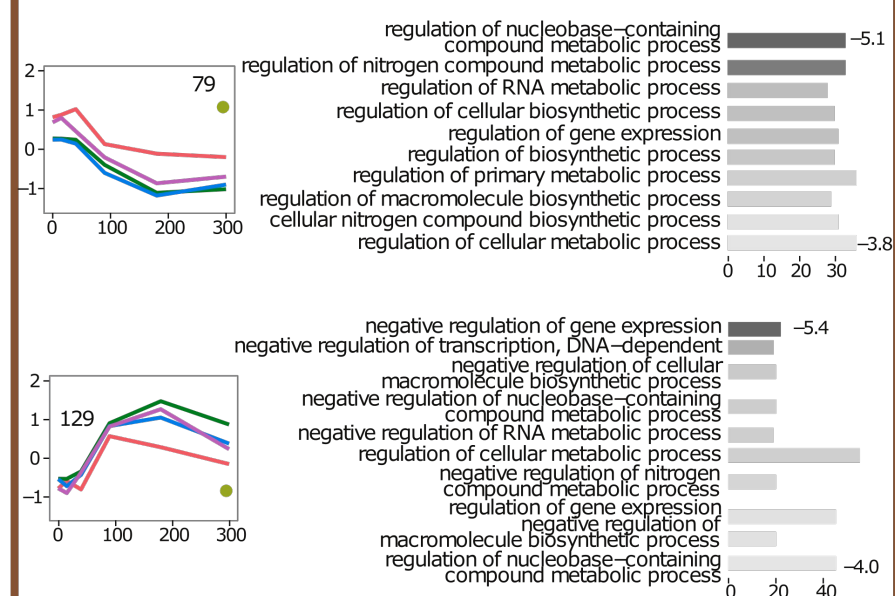 regulation of nucleobase−containing
compound metabolic process
−5.1
regulation of nitrogen compound metabolic process
regulation of RNA metabolic process
regulation of cellular biosynthetic process
regulation of gene expression
regulation of biosynthetic process
regulation of primary metabolic process
regulation of macromolecule biosynthetic process
cellular nitrogen compound biosynthetic process
regulation of cellular metabolic process
−3.8
0 10 20 30
79
2
1
0
−1
0 100 200 300
negative regulation of gene expression
−5.4
negative regulation of transcription, DNA−dependent
negative regulation of cellular
macromolecule biosynthetic process
negative regulation of nucleobase−containing
compound metabolic process
negative regulation of RNA metabolic process
regulation of cellular metabolic process
negative regulation of nitrogen
compound metabolic process
regulation of gene expression
negative regulation of
macromolecule biosynthetic process
regulation of nucleobase−containing
compound metabolic process
−4.0
0 20 40
129
2
1
0
−1
0 100 200 300